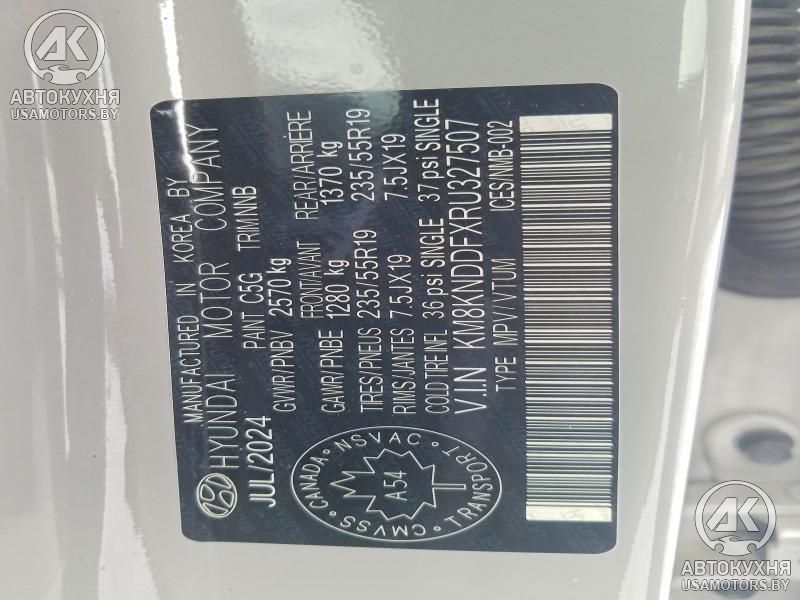 АК
АВТОКУХНЯ
USAMOTORS.BY
MANUFACTURED IN KOREA BY
HYUNDAI MOTOR COMPANY
JUL/2024 PAINT C5G TRIM NNB
GVWR/PNBV 2570 kg
GAWR/PNBE FRONT/AVANT REAR/ARRIÈRE
1280 kg 1370 kg
TIRES/PNEUS 235/55R19 235/55R19
RIMS/JANTES 7.5JX19 7.5JX19
COLD TIRE INFL 36 psi SINGLE 37 psi SINGLE
V.I.N KM8KNDDFXRU327507
TYPE MPV/VTUM ICES/NMB-002
CANADA · NSVAC · TRANSPORT · CMVSS
A54
АК
АВТОКУХНЯ
USAMOTORS.BY